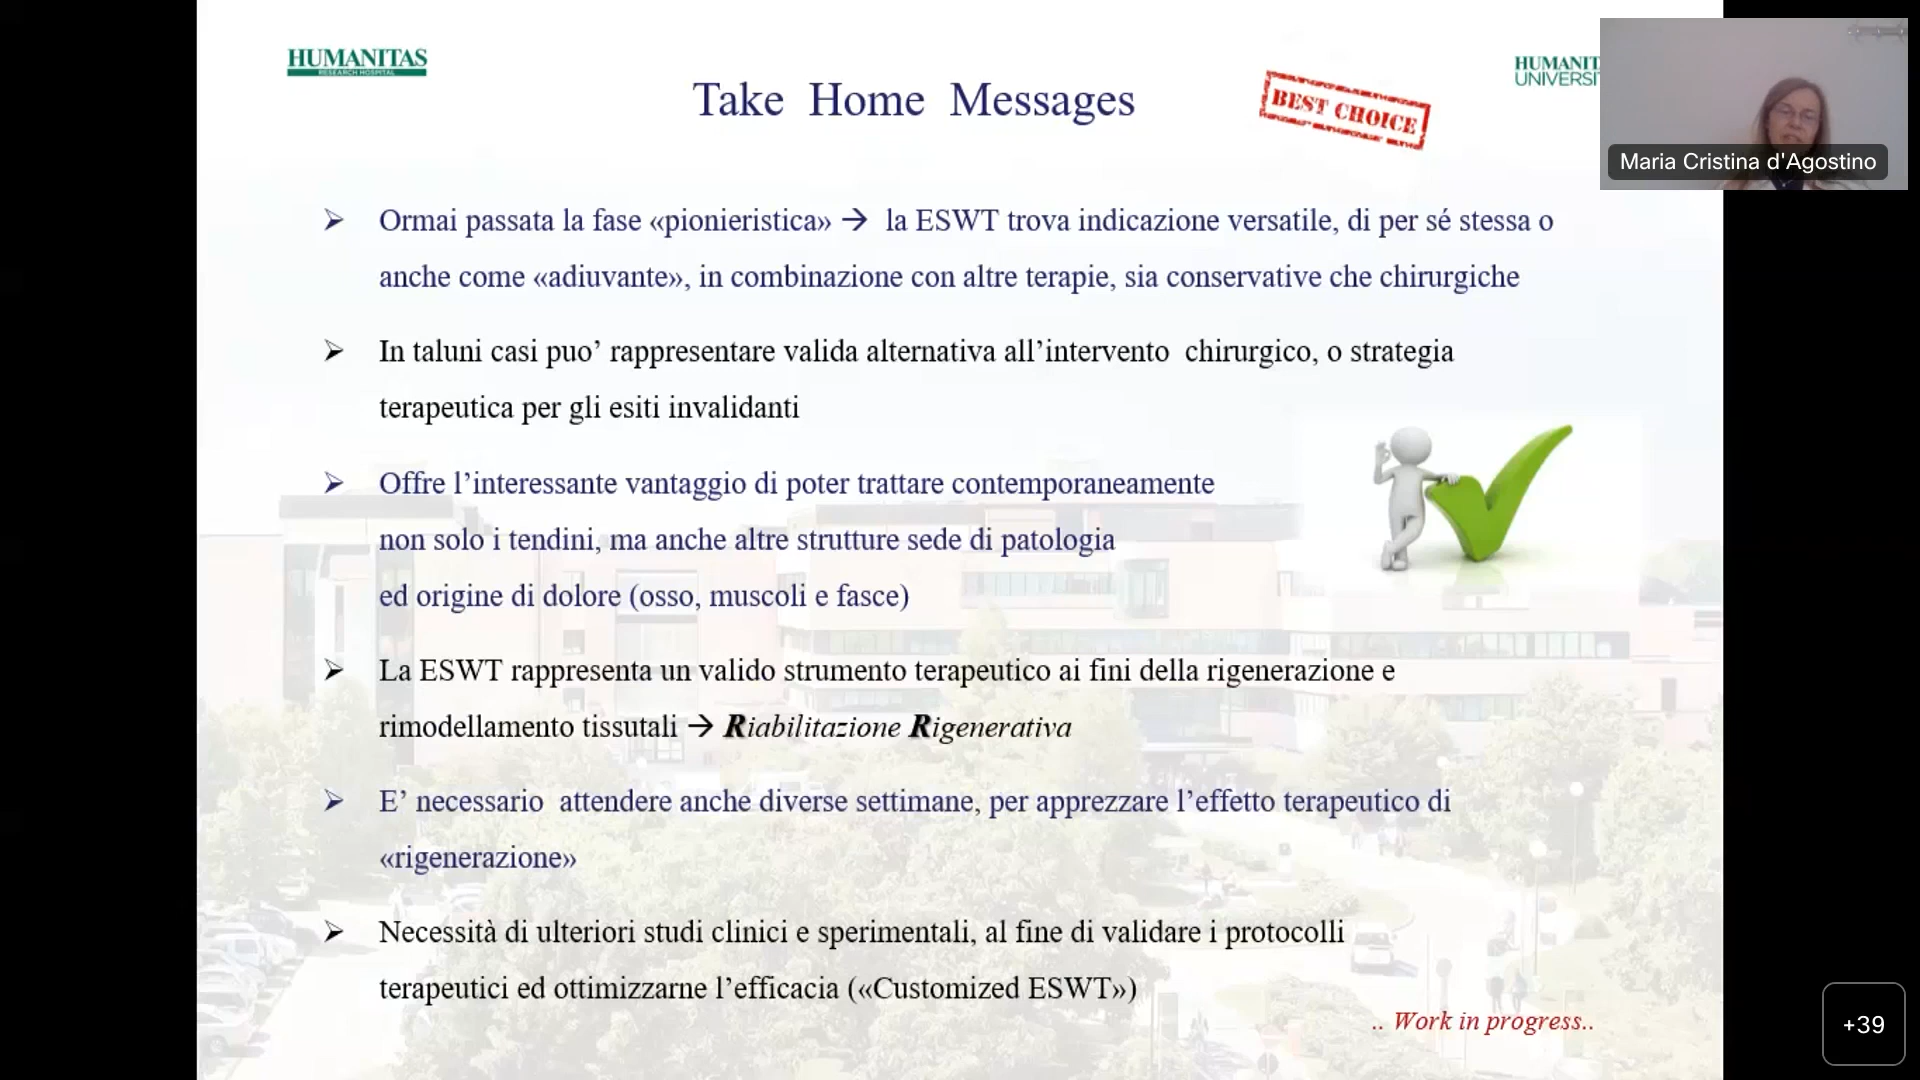 HUMANITAS
RESEARCH HOSPITAL
Take Home Messages
BEST CHOICE
HUMANIT
UNIVERSI
Maria Cristina d'Agostino
➢ Ormai passata la fase «pionieristica» → la ESWT trova indicazione versatile, di per sé stessa o
anche come «adiuvante», in combinazione con altre terapie, sia conservative che chirurgiche
➢ In taluni casi puo’ rappresentare valida alternativa all’intervento chirurgico, o strategia
terapeutica per gli esiti invalidanti
➢ Offre l’interessante vantaggio di poter trattare contemporaneamente
non solo i tendini, ma anche altre strutture sede di patologia
ed origine di dolore (osso, muscoli e fasce)
➢ La ESWT rappresenta un valido strumento terapeutico ai fini della rigenerazione e
rimodellamento tissutali → Riabilitazione Rigenerativa
➢ E’ necessario attendere anche diverse settimane, per apprezzare l’effetto terapeutico di
«rigenerazione»
➢ Necessità di ulteriori studi clinici e sperimentali, al fine di validare i protocolli
terapeutici ed ottimizzarne l’efficacia («Customized ESWT»)
.. Work in progress..
+39